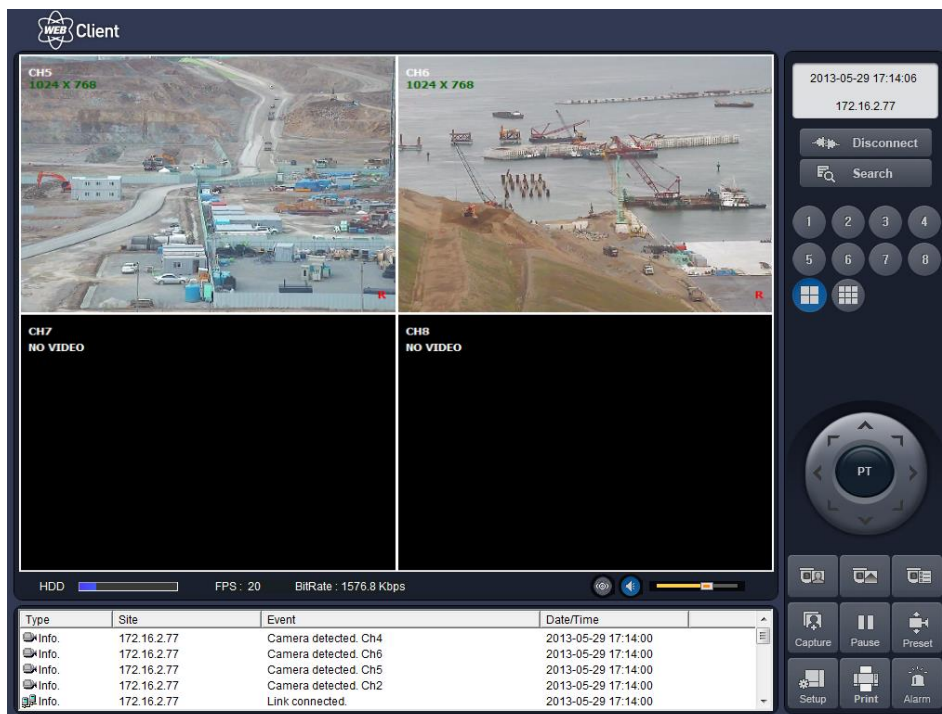 WEB Client
CH5
1024 X 768
R
CH6
1024 X 768
R
CH7
NO VIDEO
CH8
NO VIDEO
HDD FPS : 20 BitRate : 1576.8 Kbps
Type Site Event Date/Time
Info. 172.16.2.77 Camera detected. Ch4 2013-05-29 17:14:00
Info. 172.16.2.77 Camera detected. Ch6 2013-05-29 17:14:00
Info. 172.16.2.77 Camera detected. Ch5 2013-05-29 17:14:00
Info. 172.16.2.77 Camera detected. Ch2 2013-05-29 17:14:00
Info. 172.16.2.77 Link connected. 2013-05-29 17:14:00
2013-05-29 17:14:06
172.16.2.77
Disconnect
Search
1 2 3 4
5 6 7 8
PT
Capture Pause Preset
Setup Print Alarm